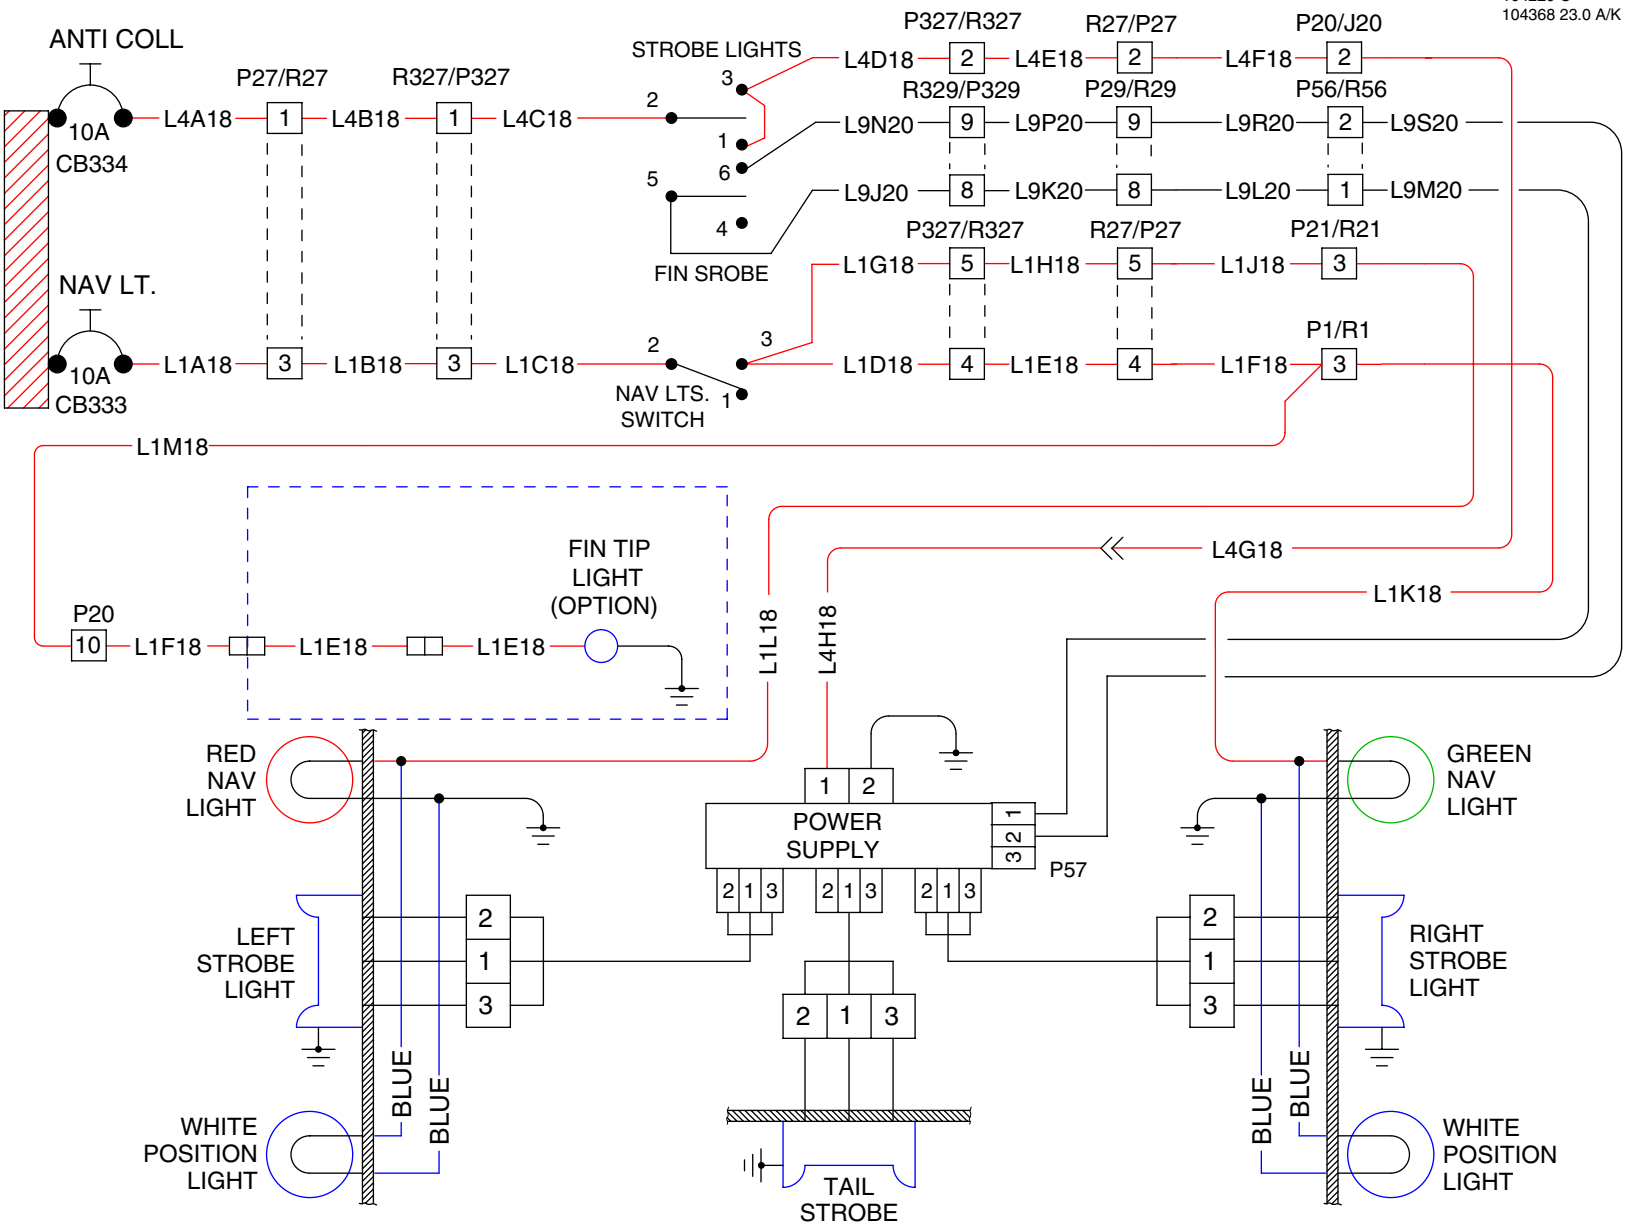 104368 23.0 A/K
ANTI COLL
P27/R27
R327/P327
STROBE LIGHTS
P327/R327
R27/P27
P20/J20
10A
CB334
L4A18
1
L4B18
1
L4C18
2
3
1
L4D18
2
L4E18
2
L4F18
2
R329/P329
P29/R29
P56/R56
6
L9N20
9
L9P20
9
L9R20
2
L9S20
5
4
FIN SROBE
L9J20
8
L9K20
8
L9L20
1
L9M20
P327/R327
R27/P27
P21/R21
L1G18
5
L1H18
5
L1J18
3
NAV LT.
10A
CB333
L1A18
3
L1B18
3
L1C18
2
3
1
NAV LTS.
SWITCH
P1/R1
L1D18
4
L1E18
4
L1F18
3
L1M18
L4G18
L1K18
FIN TIP
LIGHT
(OPTION)
P20
10
L1F18
L1E18
L1E18
L1L18
L4H18
RED
NAV
LIGHT
GREEN
NAV
LIGHT
1 2
POWER
SUPPLY
1
2
3
P57
2 1 3
2 1 3
2 1 3
LEFT
STROBE
LIGHT
2
1
3
2
1
3
RIGHT
STROBE
LIGHT
2 1 3
BLUE
BLUE
BLUE
BLUE
WHITE
POSITION
LIGHT
TAIL
STROBE
WHITE
POSITION
LIGHT